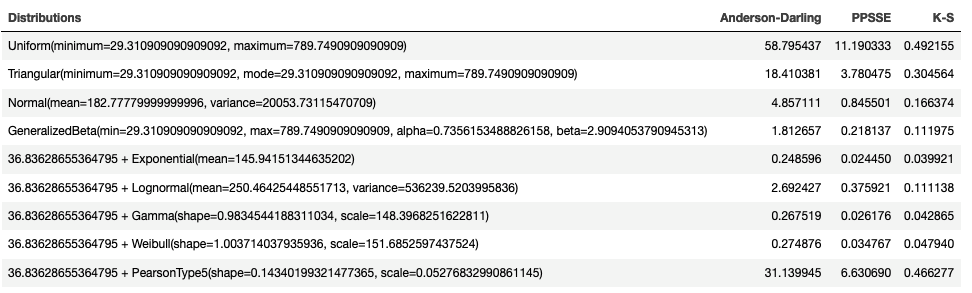 Distributions Anderson-Darling PPSSE K-S
Uniform(minimum=29.310909090909092, maximum=789.7490909090909) 58.795437 11.190333 0.492155
Triangular(minimum=29.310909090909092, mode=29.310909090909092, maximum=789.7490909090909) 18.410381 3.780475 0.304564
Normal(mean=182.77779999999996, variance=20053.73115470709) 4.857111 0.845501 0.166374
GeneralizedBeta(min=29.310909090909092, max=789.7490909090909, alpha=0.7356153488826158, beta=2.9094053790945313) 1.812657 0.218137 0.111975
36.83628655364795 + Exponential(mean=145.94151344635202) 0.248596 0.024450 0.039921
36.83628655364795 + Lognormal(mean=250.46425448551713, variance=536239.5203995836) 2.692427 0.375921 0.111138
36.83628655364795 + Gamma(shape=0.9834544188311034, scale=148.3968251622811) 0.267519 0.026176 0.042865
36.83628655364795 + Weibull(shape=1.003714037935936, scale=151.6852597437524) 0.274876 0.034767 0.047940
36.83628655364795 + PearsonType5(shape=0.14340199321477365, scale=0.05276832990861145) 31.139945 6.630690 0.466277